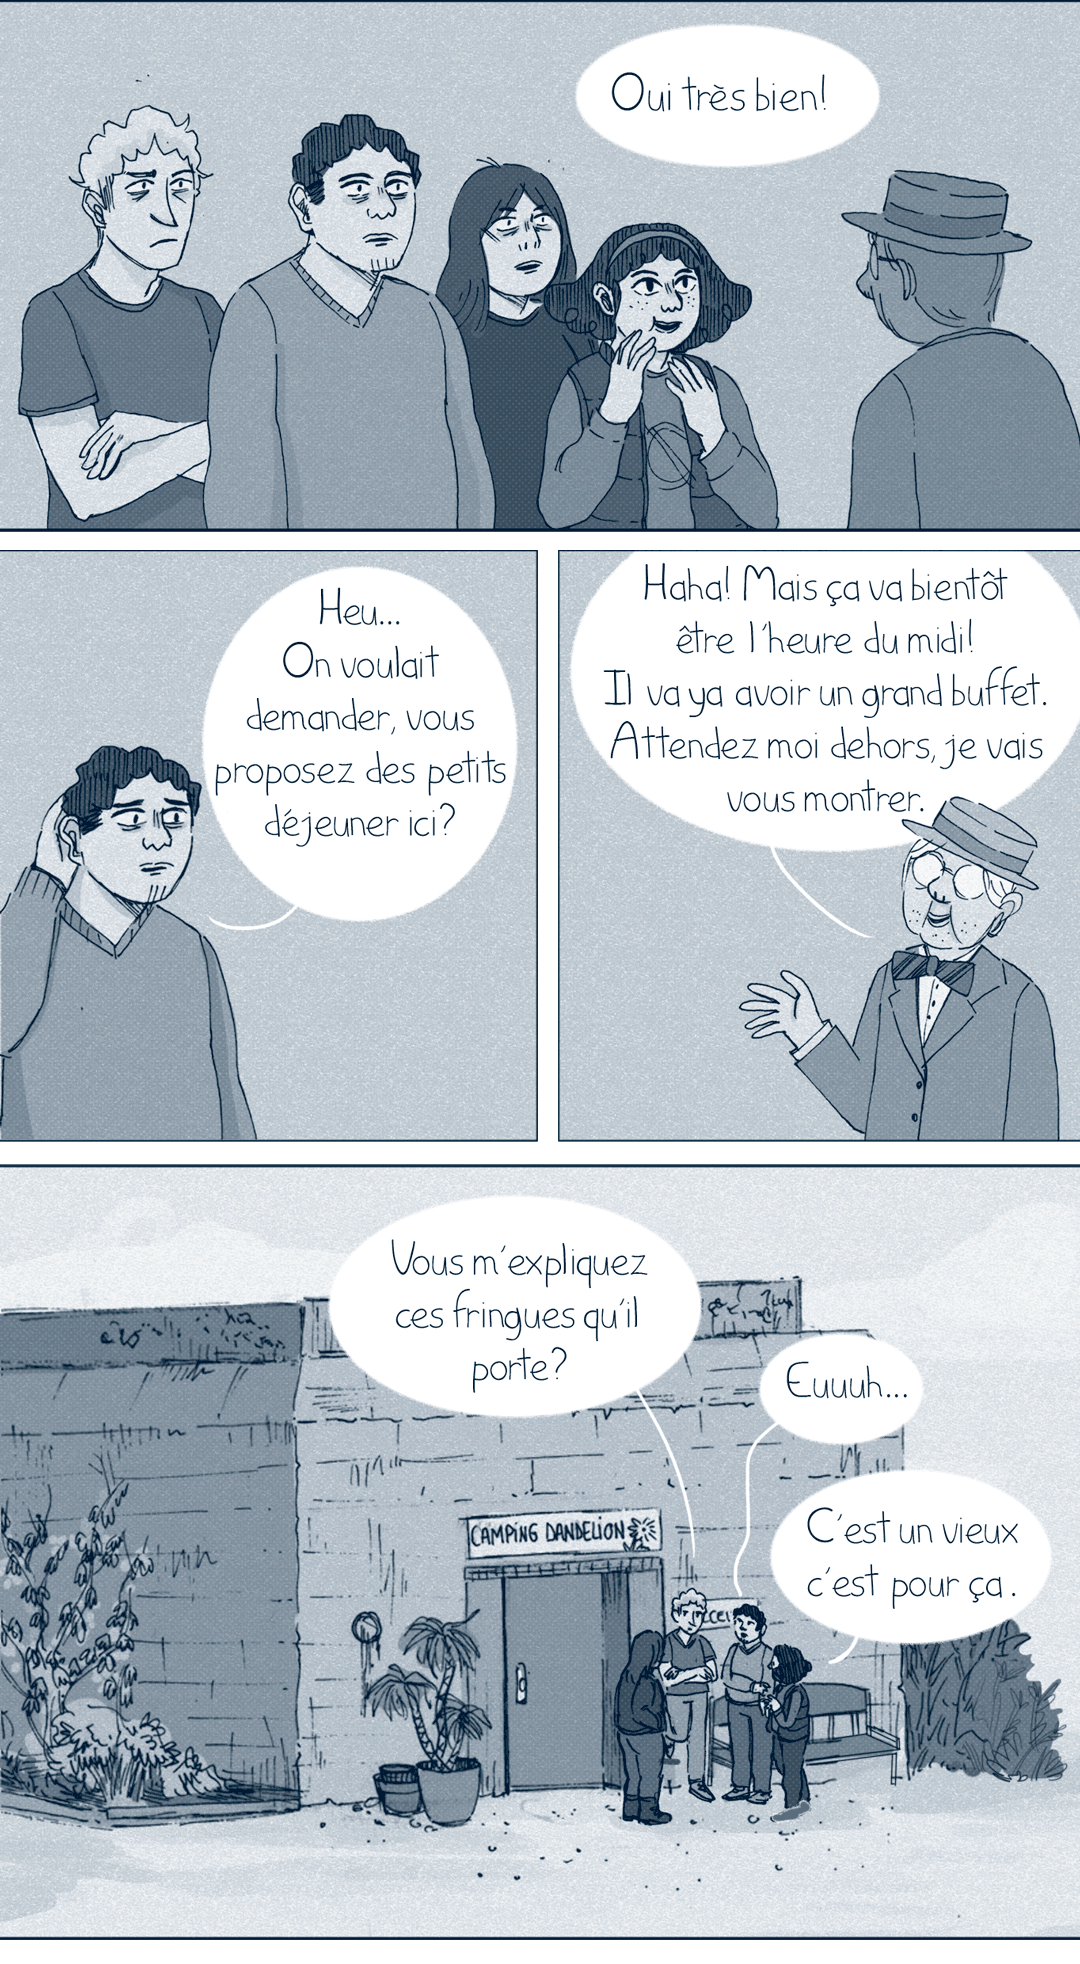 Oui très bien!
Heu...
On voulait
demander, vous
proposez des petits
déjeuner ici?
Haha! Mais ça va bientôt
être l'heure du midi!
Il va ya avoir un grand buffet.
Attendez moi dehors, je vais
vous montrer.
Vous m'expliquez
ces fringues qu'il
porte?
Euuuh...
C'est un vieux
c'est pour ça.
CAMPiNG DANDELiON